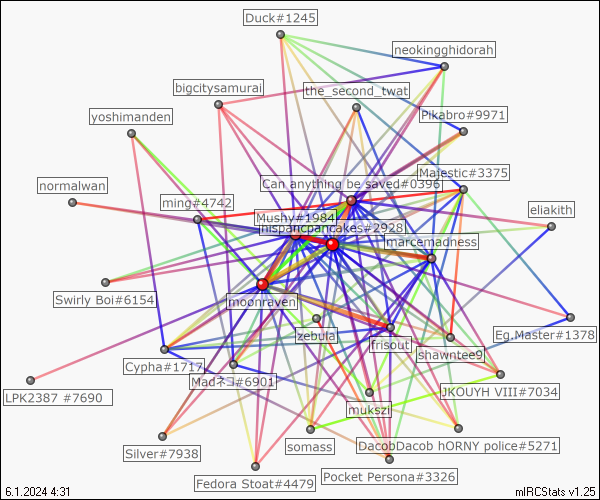 Duck#1245
neokingghidorah
bigcitysamurai
the_second_twat
yoshimanden
Pikabro#9971
Majestic#3375
normalwan
Can anything be saved#0396
ming#4742
eliakith
Mushy#1984
hispanicpancakes#2928
marcemadness
Swirly Boi#6154
moonraven
zebula
frisout
Eg.Master#1378
shawntee9
Cypha#1717
Madネコ#6901
JKOUYH VIII#7034
LPK2387 #7690
mukszi
Silver#7938
somass
DacobDacob hORNY police#5271
Fedora Stoat#4479
Pocket Persona#3326
6.1.2024 4:31
mIRCStats v1.25